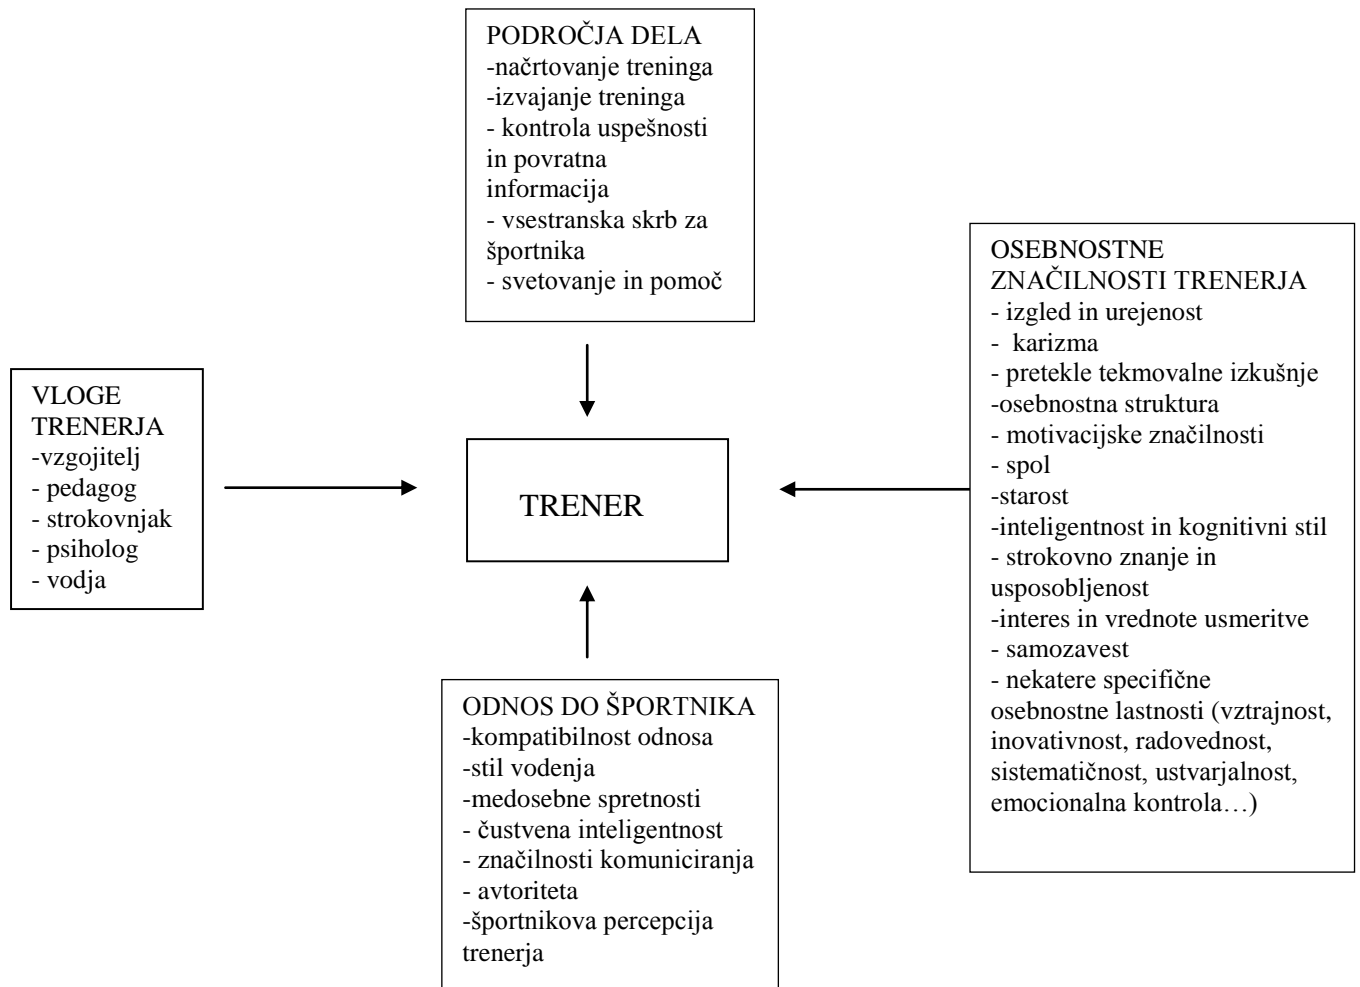 PODROČJA DELA
-načrtovanje treninga
-izvajanje treninga
- kontrola uspešnosti
in povratna
informacija
- vsestranska skrb za
športnika
- svetovanje in pomoč
VLOGE
TRENERJA
-vzgojitelj
- pedagog
- strokovnjak
- psiholog
- vodja
TRENER
OSEBNOSTNE
ZNAČILNOSTI TRENERJA
- izgled in urejenost
- karizma
- pretekle tekmovalne izkušnje
-osebnostna struktura
- motivacijske značilnosti
- spol
-starost
-inteligentnost in kognitivni stil
- strokovno znanje in
usposobljenost
-interes in vrednote usmeritve
- samozavest
- nekatere specifične
osebnostne lastnosti (vztrajnost,
inovativnost, radovednost,
sistematičnost, ustvarjalnost,
emocionalna kontrola…)
ODNOS DO ŠPORTNIKA
-kompatibilnost odnosa
-stil vodenja
-medosebne spretnosti
- čustvena inteligentnost
- značilnosti komuniciranja
- avtoriteta
-športnikova percepcija
trenerja